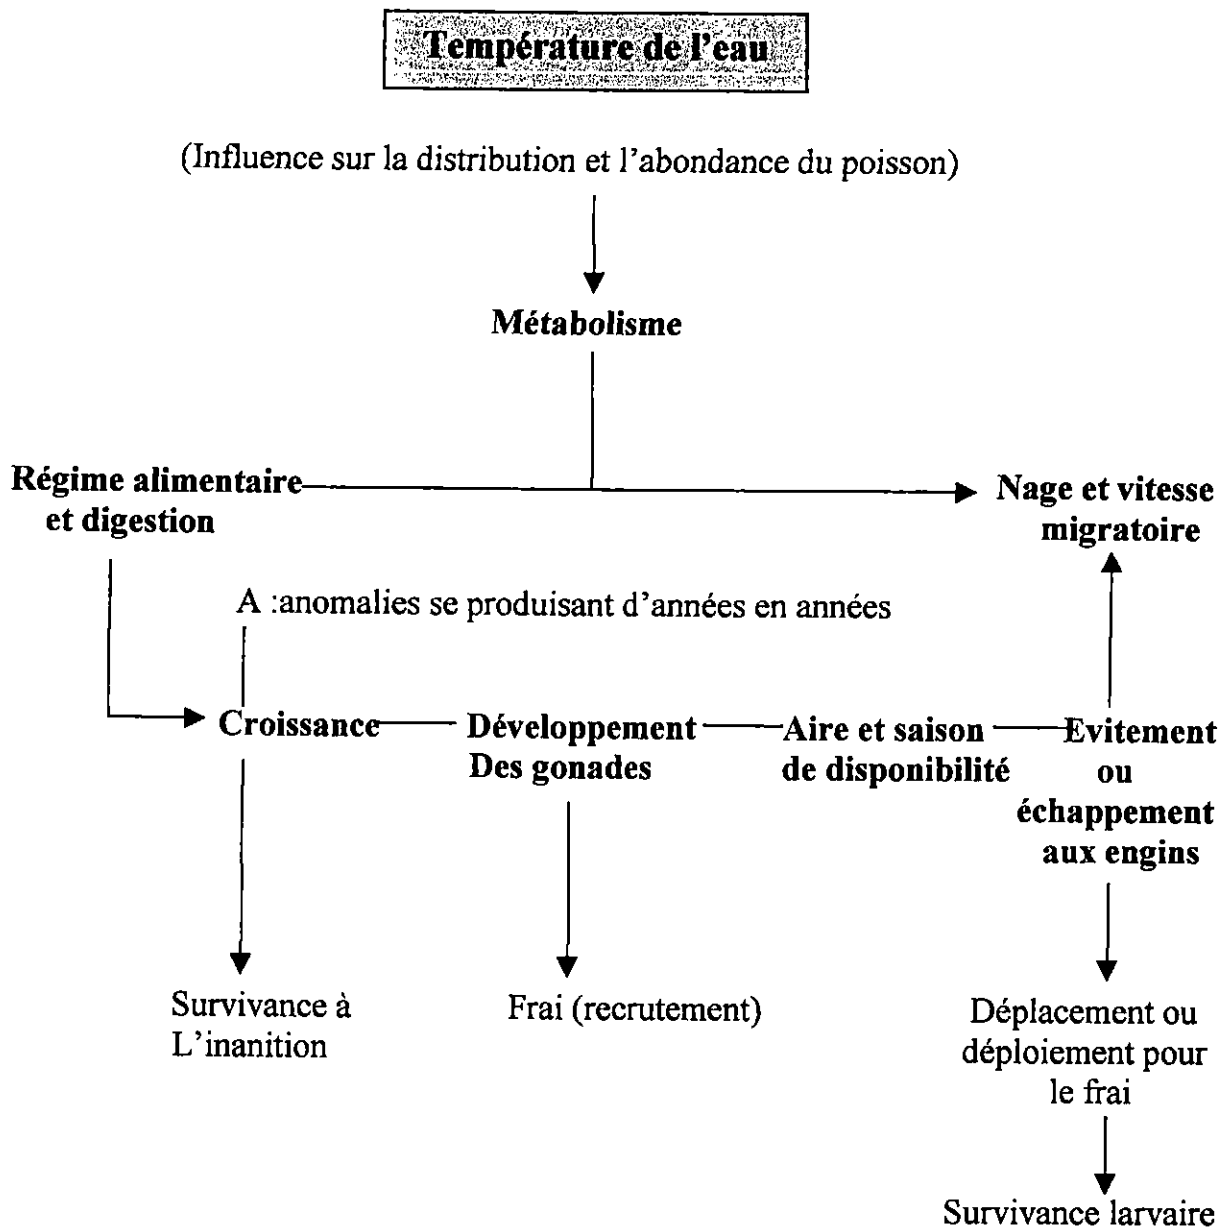 Température de l'eau
(Influence sur la distribution et l'abondance du poisson)
Métabolisme
Régime alimentaire
et digestion
Nage et vitesse
migratoire
A :anomalies se produisant d'années en années
Croissance
Développement
Des gonades
Aire et saison
de disponibilité
Evitement
ou
échappement
aux engins
Survivance à
L'inanition
Frai (recrutement)
Déplacement ou
déploiement pour
le frai
Survivance larvaire